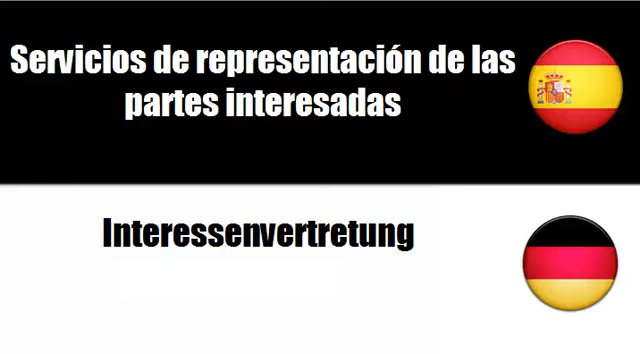 Servicios de representación de las
partes interesadas
Interessenvertretung